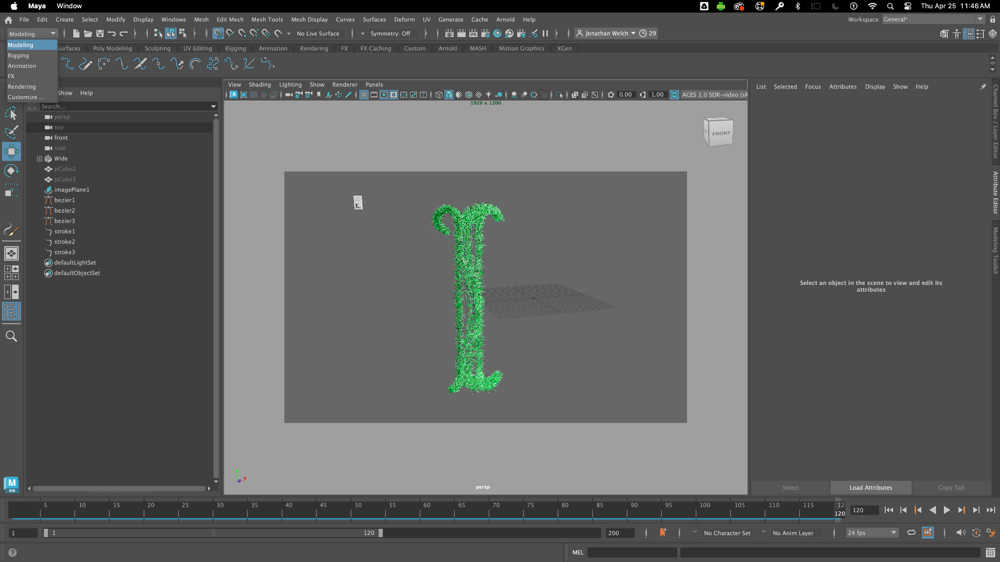 Maya Window
Thu Apr 25 11:46 AM
File Edit Create Select Modify Display Windows Mesh Edit Mesh Mesh Tools Mesh Display Curves Surfaces Deform UV Generate Cache Arnold Help
Workspace: General*
Modeling
No Live Surface
Symmetry: Off
IPR
Jonathan Welch
29
Modeling
Rigging
Animation
FX
Rendering
Customize ...
Surfaces Poly Modeling Sculpting UV Editing Rigging Animation Rendering FX FX Caching Custom Arnold MASH Motion Graphics XGen
Show Help
Search...
persp
top
front
side
Wide
pCube2
pCube3
imagePlane1
bezier1
bezier2
bezier3
stroke1
stroke2
stroke3
defaultLightSet
defaultObjectSet
View Shading Lighting Show Renderer Panels
0.00
1.00
ON
ACES 1.0 SDR-video (sR
1920 x 1200
FRONT
K
Y
X
Z
persp
List Selected Focus Attributes Display Show Help
Select an object in the scene to view and edit its
attributes
Select Load Attributes Copy Tab
Channel Box / Layer Editor
Attribute Editor
Modeling Toolkit
M
AYA
5 10 15 20 25 30 35 40 45 50 55 60 65 70 75 80 85 90 95 100 105 110 115 12
120
120
1
1
120
200
No Character Set
No Anim Layer
24 fps
MEL